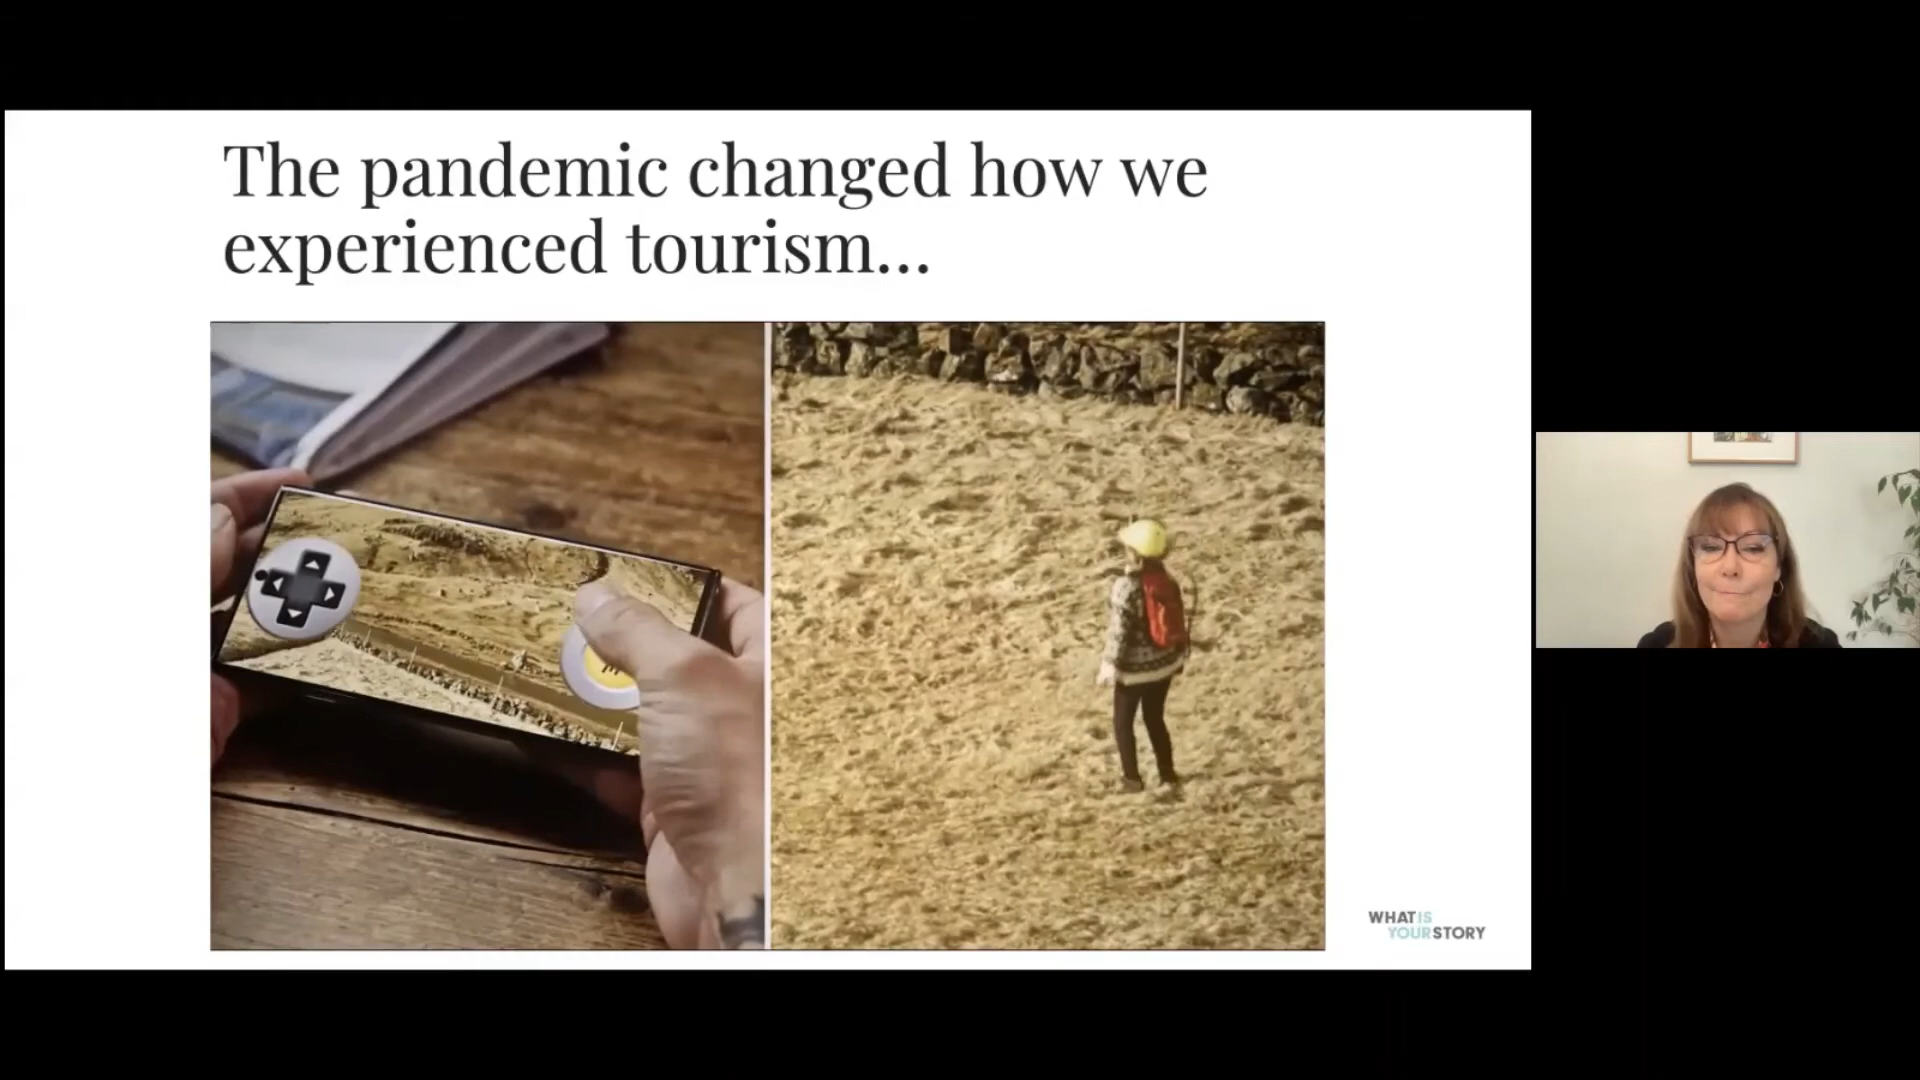 The pandemic changed how we
experienced tourism...
WHAT IS
YOUR STORY